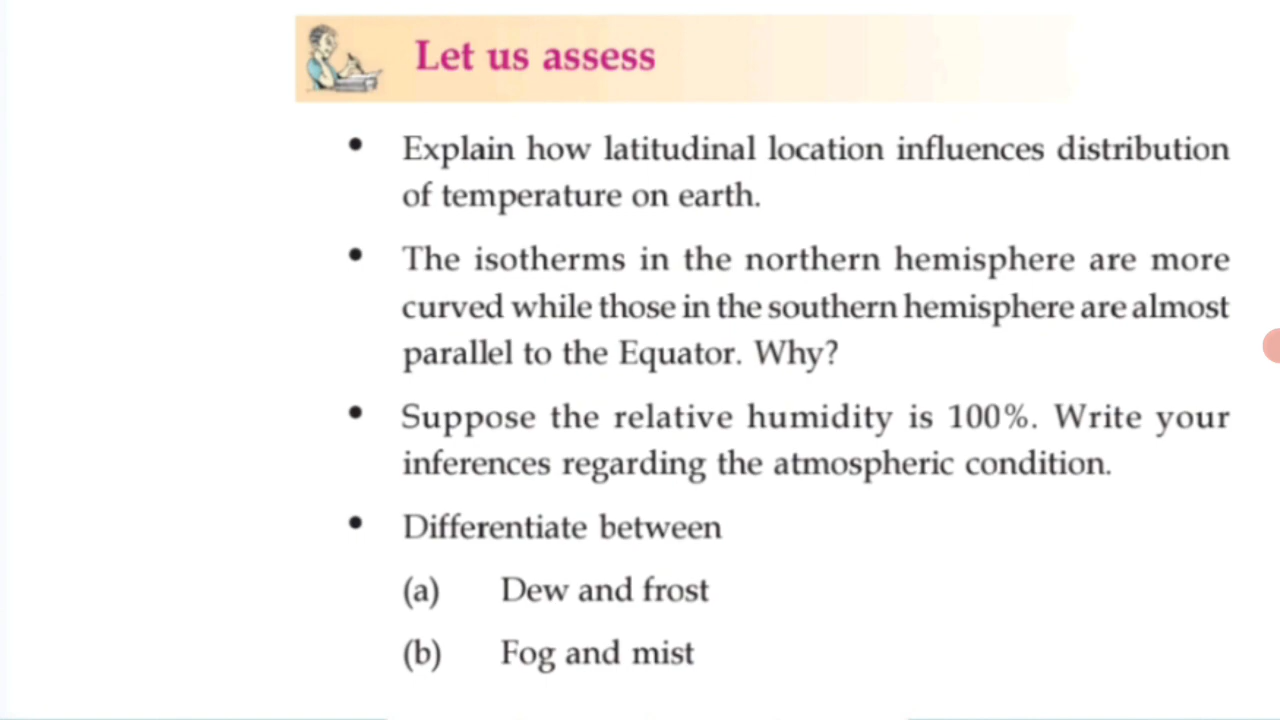 Let us assess
• Explain how latitudinal location influences distribution
of temperature on earth.
• The isotherms in the northern hemisphere are more
curved while those in the southern hemisphere are almost
parallel to the Equator. Why?
• Suppose the relative humidity is 100%. Write your
inferences regarding the atmospheric condition.
• Differentiate between
(a) Dew and frost
(b) Fog and mist